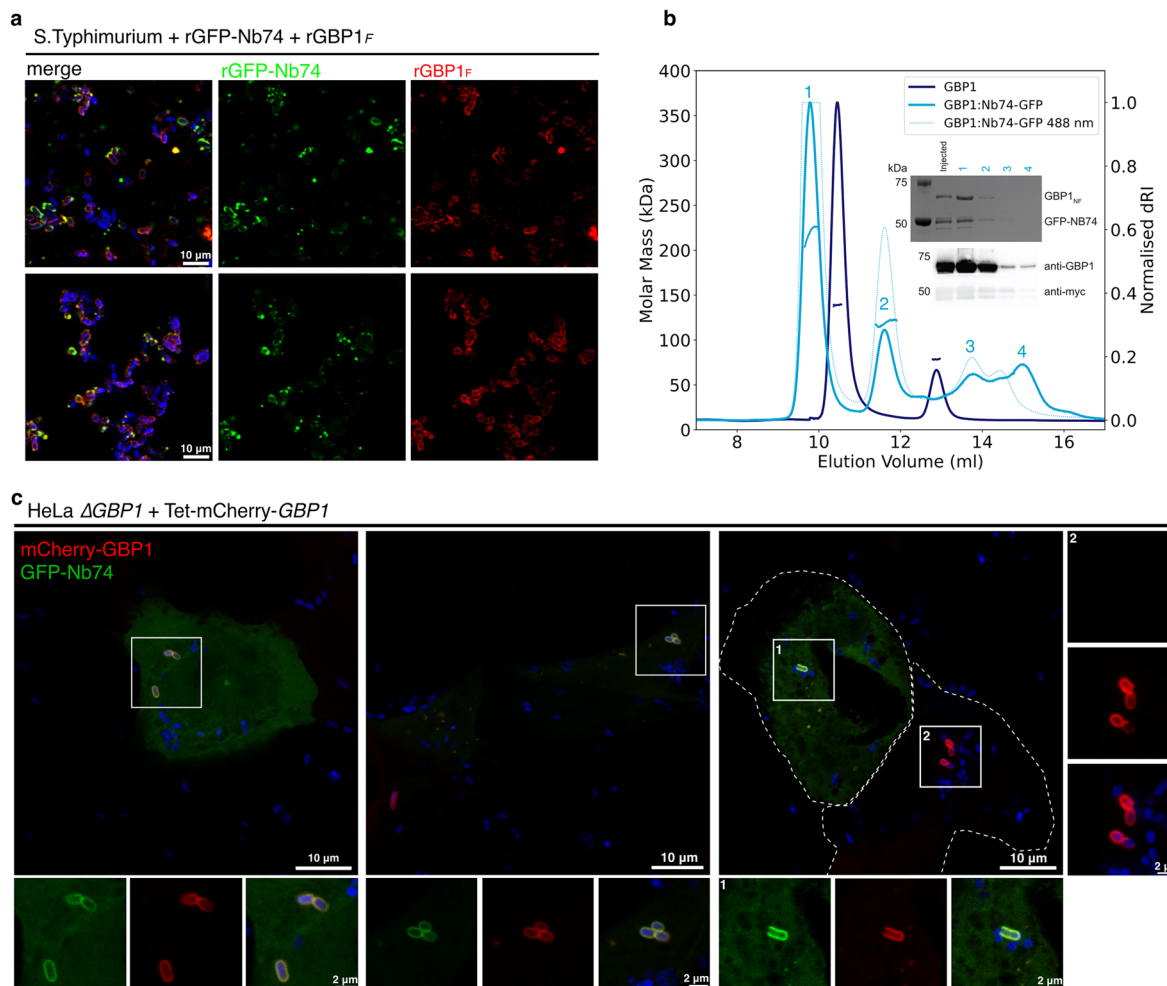 a
S.Typhimurium + rGFP-Nb74 + rGBP1F
merge rGFP-Nb74 rGBP1F
10 µm
10 µm
b
Molar Mass (kDa)
400
350
300
250
200
150
100
50
0
8 10 12 14 16
Elution Volume (ml)
1.0
0.8
0.6
0.4
0.2
0.0
Normalised dRI
GBP1
GBP1:Nb74-GFP
GBP1:Nb74-GFP 488 nm
1
2
3
4
kDa Injected 1 2 3 4
75
GBP1NF
50 GFP-NB74
75 anti-GBP1
50 anti-myc
c
HeLa ΔGBP1 + Tet-mCherry-GBP1
mCherry-GBP1
GFP-Nb74
10 µm
10 µm
1
2
10 µm
2
2 µ
2 µm
2 µm
1
2 µm